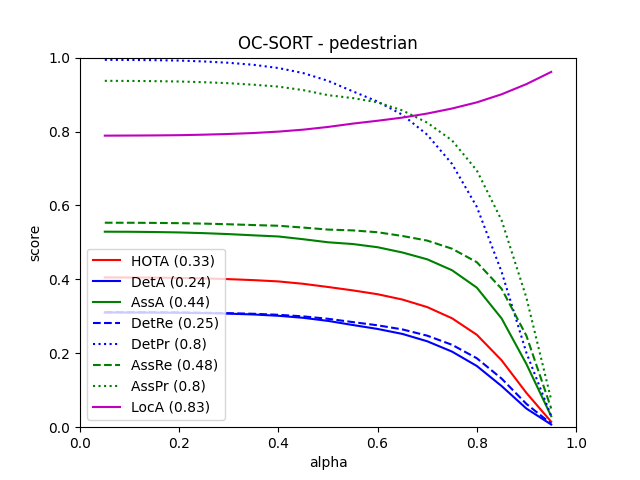 OC-SORT - pedestrian
1.0
0.8
0.6
0.4
0.2
0.0
score
HOTA (0.33)
DetA (0.24)
AssA (0.44)
DetRe (0.25)
DetPr (0.8)
AssRe (0.48)
AssPr (0.8)
LocA (0.83)
0.0 0.2 0.4 0.6 0.8 1.0
alpha